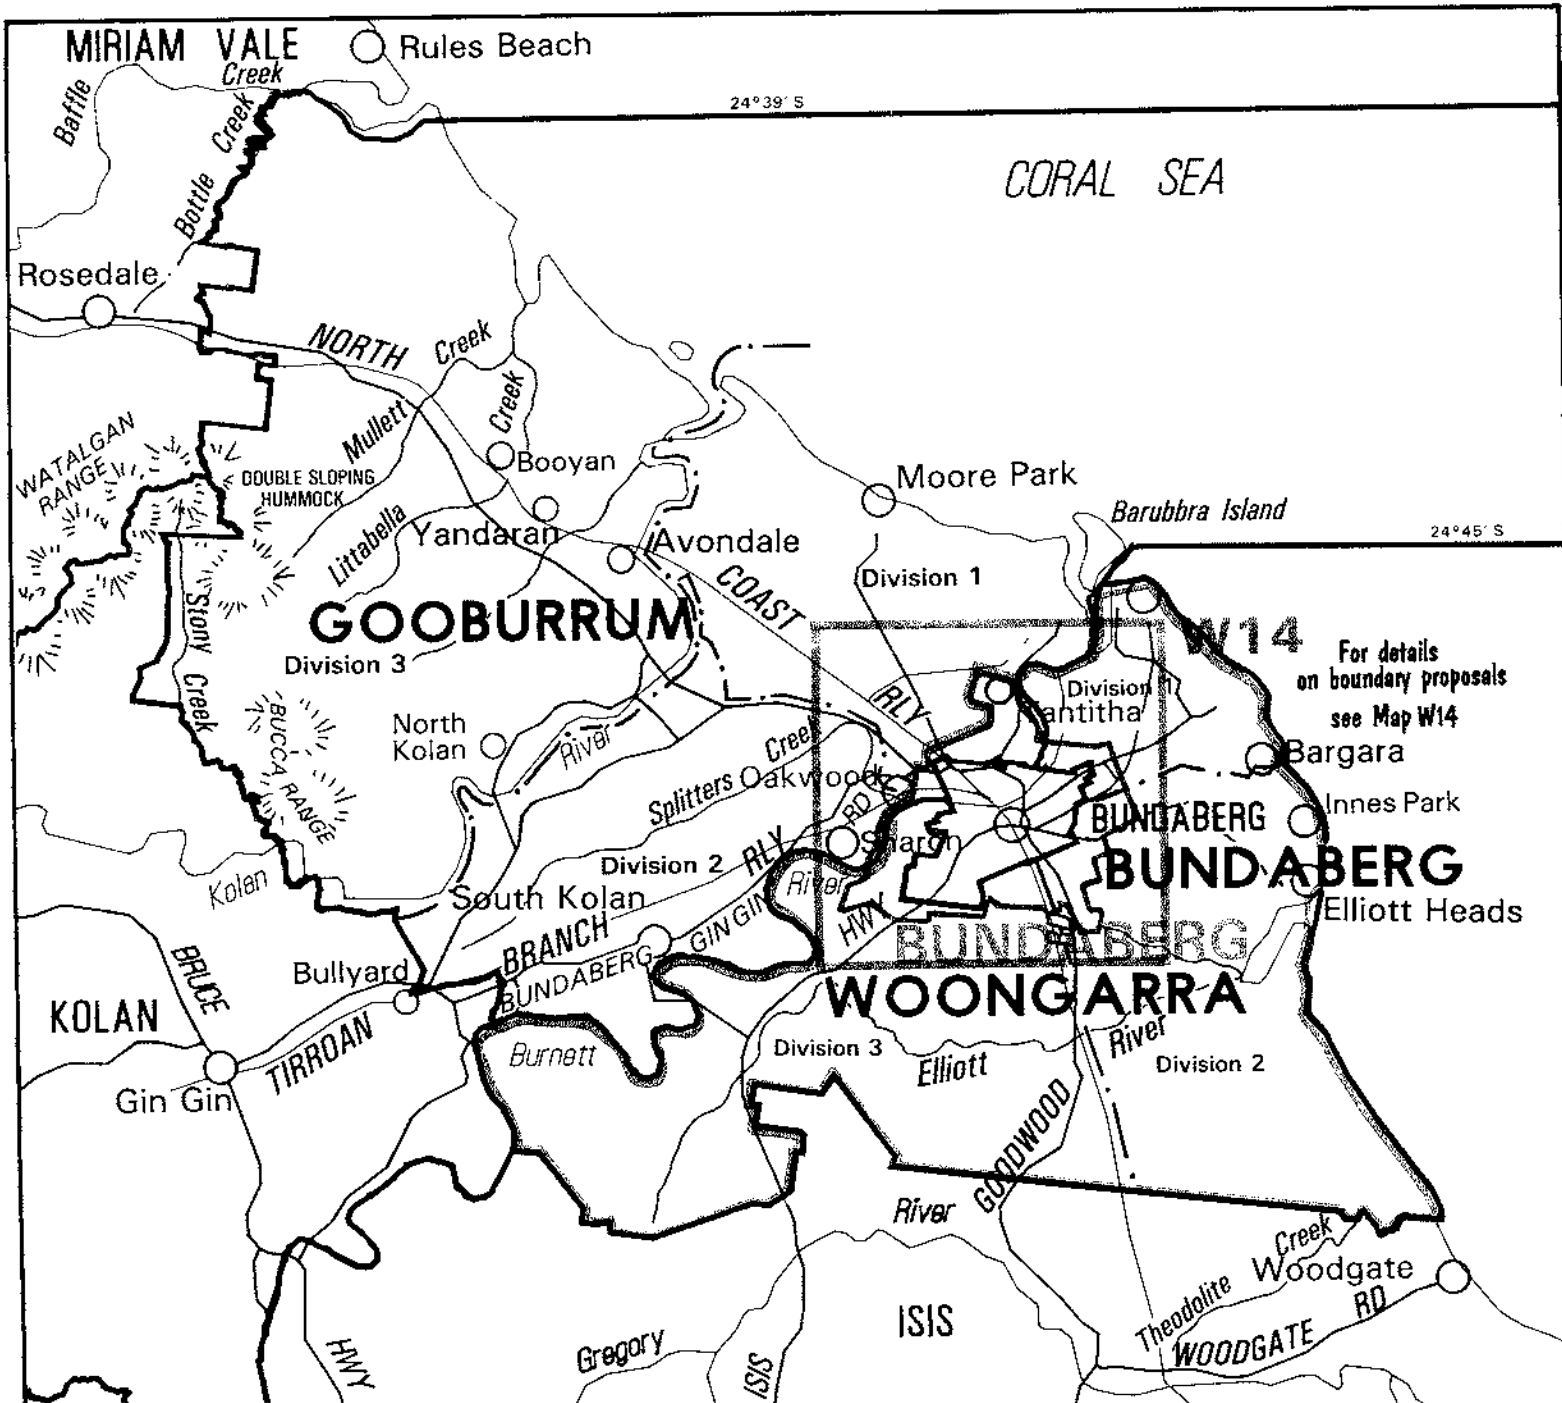 MIRIAM VALE
Rules Beach
Creek
Baffle
Creek
Bottle
24°39' S
CORAL SEA
Rosedale
NORTH
Creek
Creek
Mullett
WATALGAN
RANGE
DOUBLE SLOPING
HUMMOCK
Booyan
Moore Park
Littabella
Yandaran
Avondale
Barubbra Island
24°45' S
COAST
Division 1
Stony
GOOBURRUM
Division 3
W14
For details
on boundary proposals
see Map W14
Creek
BUCCA RANGE
North
Kolan
River
RLY
Division 1
Kantitha
Creek
Splitters
Oakwood
Bargara
RD
BUNDABERG
Innes Park
Sharon
RLY
Division 2
BUNDABERG
Kolan
River
South Kolan
HWY
Elliott Heads
BRANCH
GIN GIN
RD
BUNDABERG
BRUCE
Bullyard
BUNDABERG
KOLAN
WOONGARRA
TIRROAN
Burnett
Division 3
Elliott
River
Division 2
Gin Gin
GOODWOOD
River
Creek
Woodgate
Theodolite
RD
WOODGATE
ISIS
HWY
Gregory
ISIS